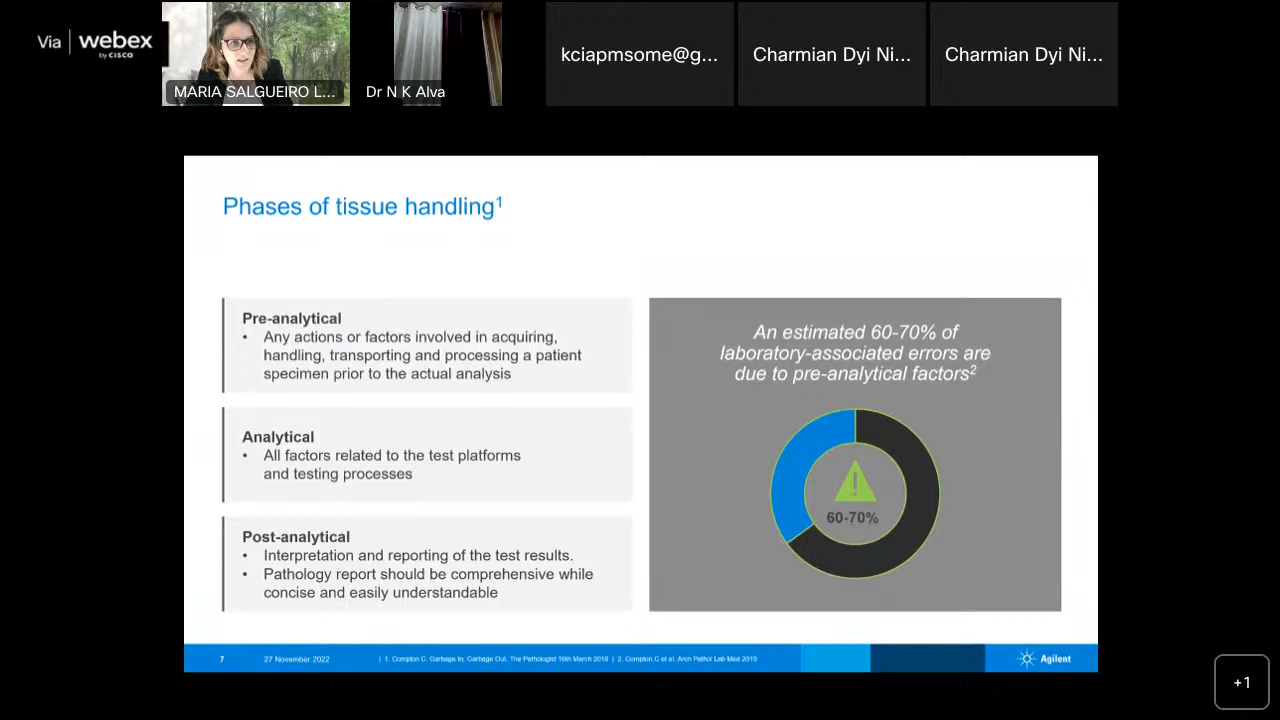 Via | webex
by CISCO
MARIA SALGUEIRO L...
Dr N K Alva
kciapmsome@g...
Charmian Dyi Ni...
Charmian Dyi Ni...
Phases of tissue handling¹
Pre-analytical
• Any actions or factors involved in acquiring,
handling, transporting and processing a patient
specimen prior to the actual analysis
Analytical
• All factors related to the test platforms
and testing processes
Post-analytical
• Interpretation and reporting of the test results.
• Pathology report should be comprehensive while
concise and easily understandable
An estimated 60-70% of
laboratory-associated errors are
due to pre-analytical factors²
60-70%
7
27 November 2022
| 1. Compton C. Garbage In, Garbage Out. The Pathologist 16th March 2018 | 2. Compton C et al. Arch Pathol Lab Med 2019
Agilent
+1